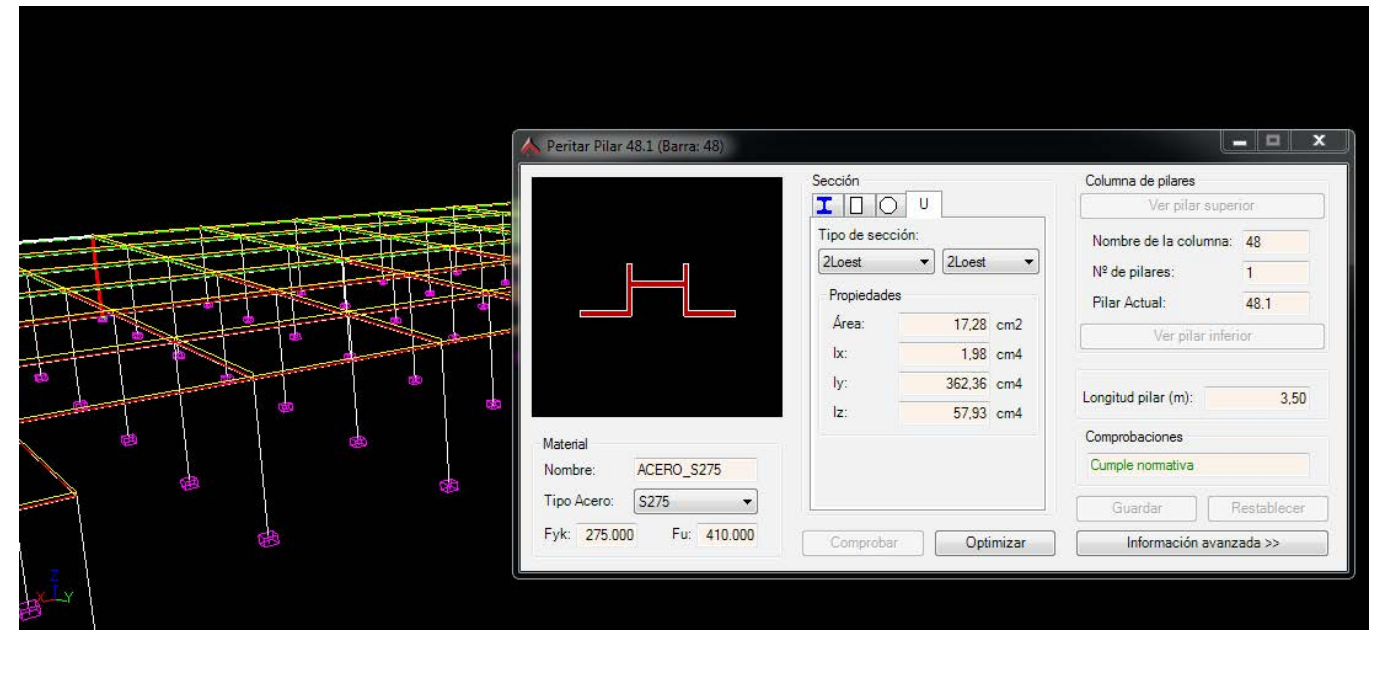 Peritar Pilar 48.1 (Barra: 48)
Sección
U
Tipo de sección:
2Loest 2Loest
Propiedades
Área: 17,28 cm2
Ix: 1,98 cm4
Iy: 362,36 cm4
Iz: 57,93 cm4
Material
Nombre: ACERO_S275
Tipo Acero: S275
Fyk: 275.000 Fu: 410.000
Comprobar Optimizar
Columna de pilares
Ver pilar superior
Nombre de la columna: 48
Nº de pilares: 1
Pilar Actual: 48.1
Ver pilar inferior
Longitud pilar (m): 3,50
Comprobaciones
Cumple normativa
Guardar Restablecer
Información avanzada >>
Z
X Y